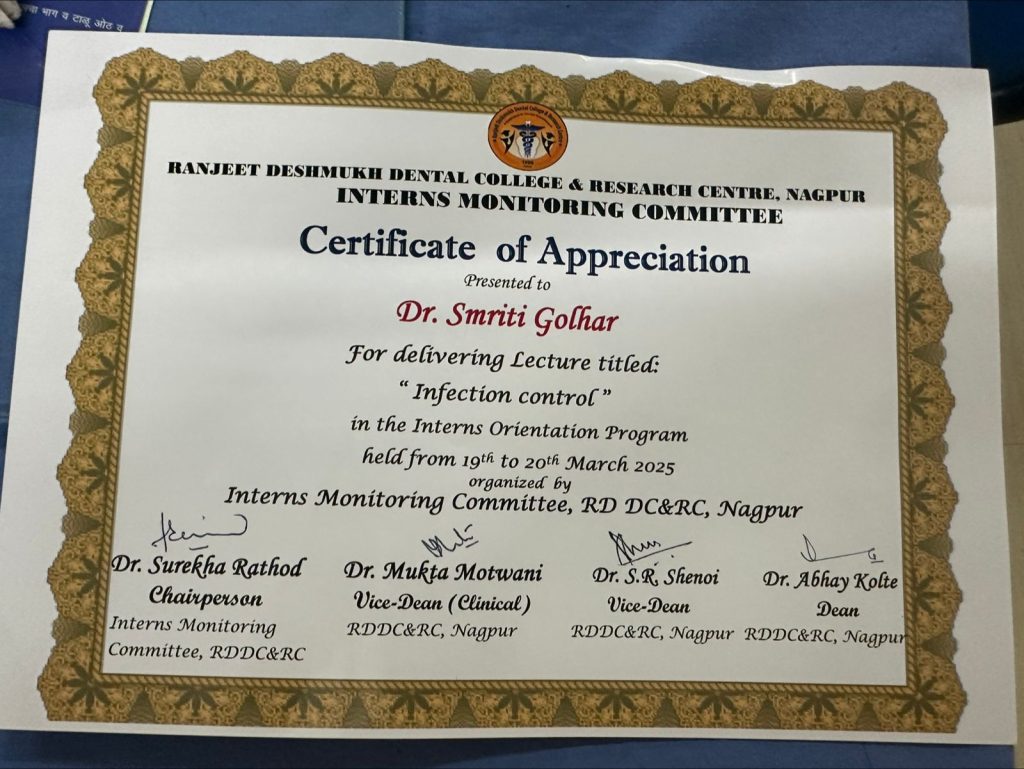 वा भाग व टाळू ओठ व
RANJEET DESHMUKH DENTAL COLLEGE & RESEARCH CENTRE, NAGPUR
INTERNS MONITORING COMMITTEE
Certificate of Appreciation
Presented to
Dr. Smriti Golhar
For delivering Lecture titled:
“ Infection control ”
in the Interns Orientation Program
held from 19th to 20th March 2025
organized by
Interns Monitoring Committee, RD DC&RC, Nagpur
Dr. Surekha Rathod
Chairperson
Interns Monitoring
Committee, RDDC&RC
Dr. Mukta Motwani
Vice-Dean (Clinical)
RDDC&RC, Nagpur
Dr. S.R. Shenoi
Vice-Dean
RDDC&RC, Nagpur
Dr. Abhay Kolte
Dean
RDDC&RC, Nagpur